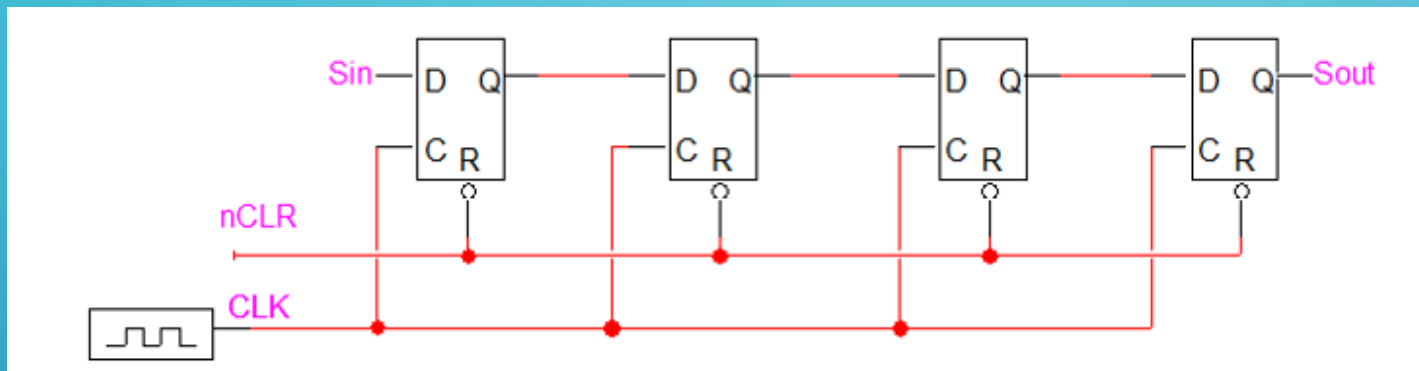 Sin D Q D Q D Q D Q Sout
C R C R C R C R
nCLR
CLK